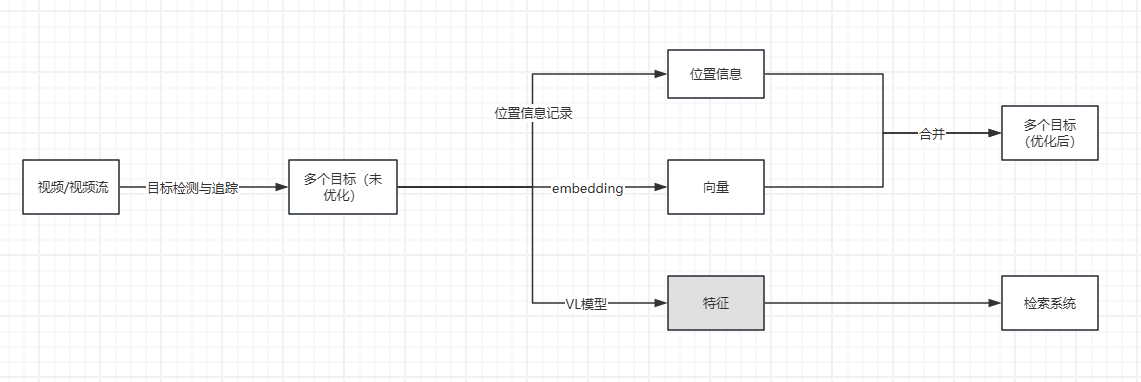 位置信息
位置信息记录
多个目标
（优化后）
合并
视频/视频流
目标检测与追踪
多个目标（未
优化）
embedding
向量
VL模型
特征
检索系统